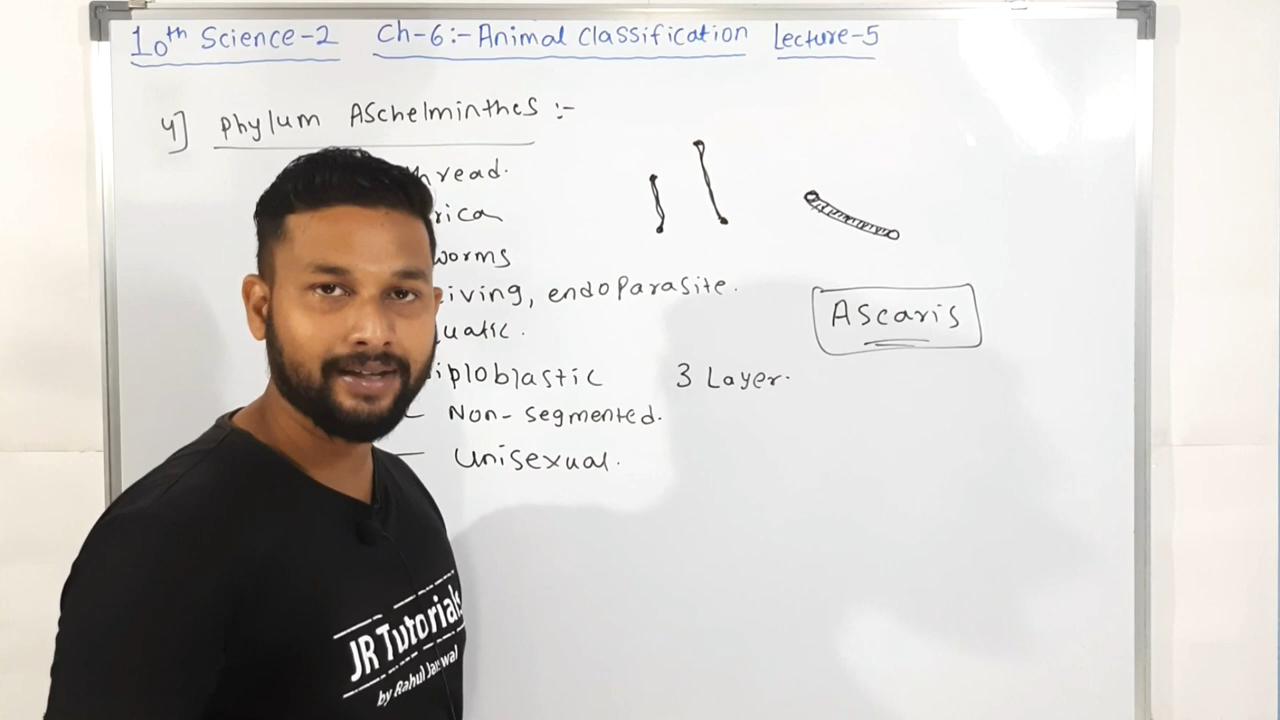 10th Science-2 Ch-6:- Animal Classification Lecture-5
4] Phylum Aschelminthes :-
hread.
rica
worms
iving, endoparasite.
Ascaris
uatic.
iploblastic 3 Layer.
– Non-segmented.
– Unisexual.
JR Tutorials
by Rahul